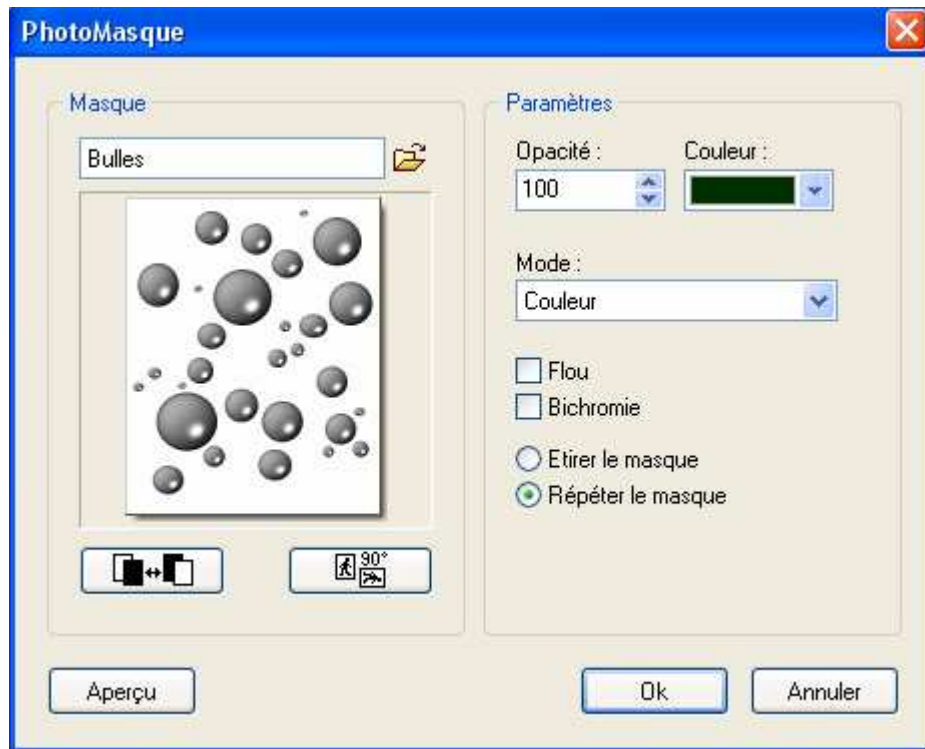 PhotoMasque
Masque
Bulles
90°
Paramètres
Opacité :
Couleur :
100
Mode :
Couleur
Flou
Bichromie
Etirer le masque
Répéter le masque
Aperçu
Ok
Annuler